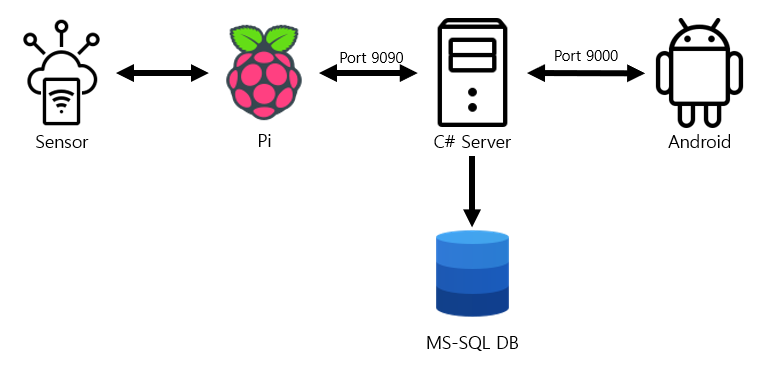 Port 9090
Port 9000
Sensor
Pi
C# Server
Android
MS-SQL DB